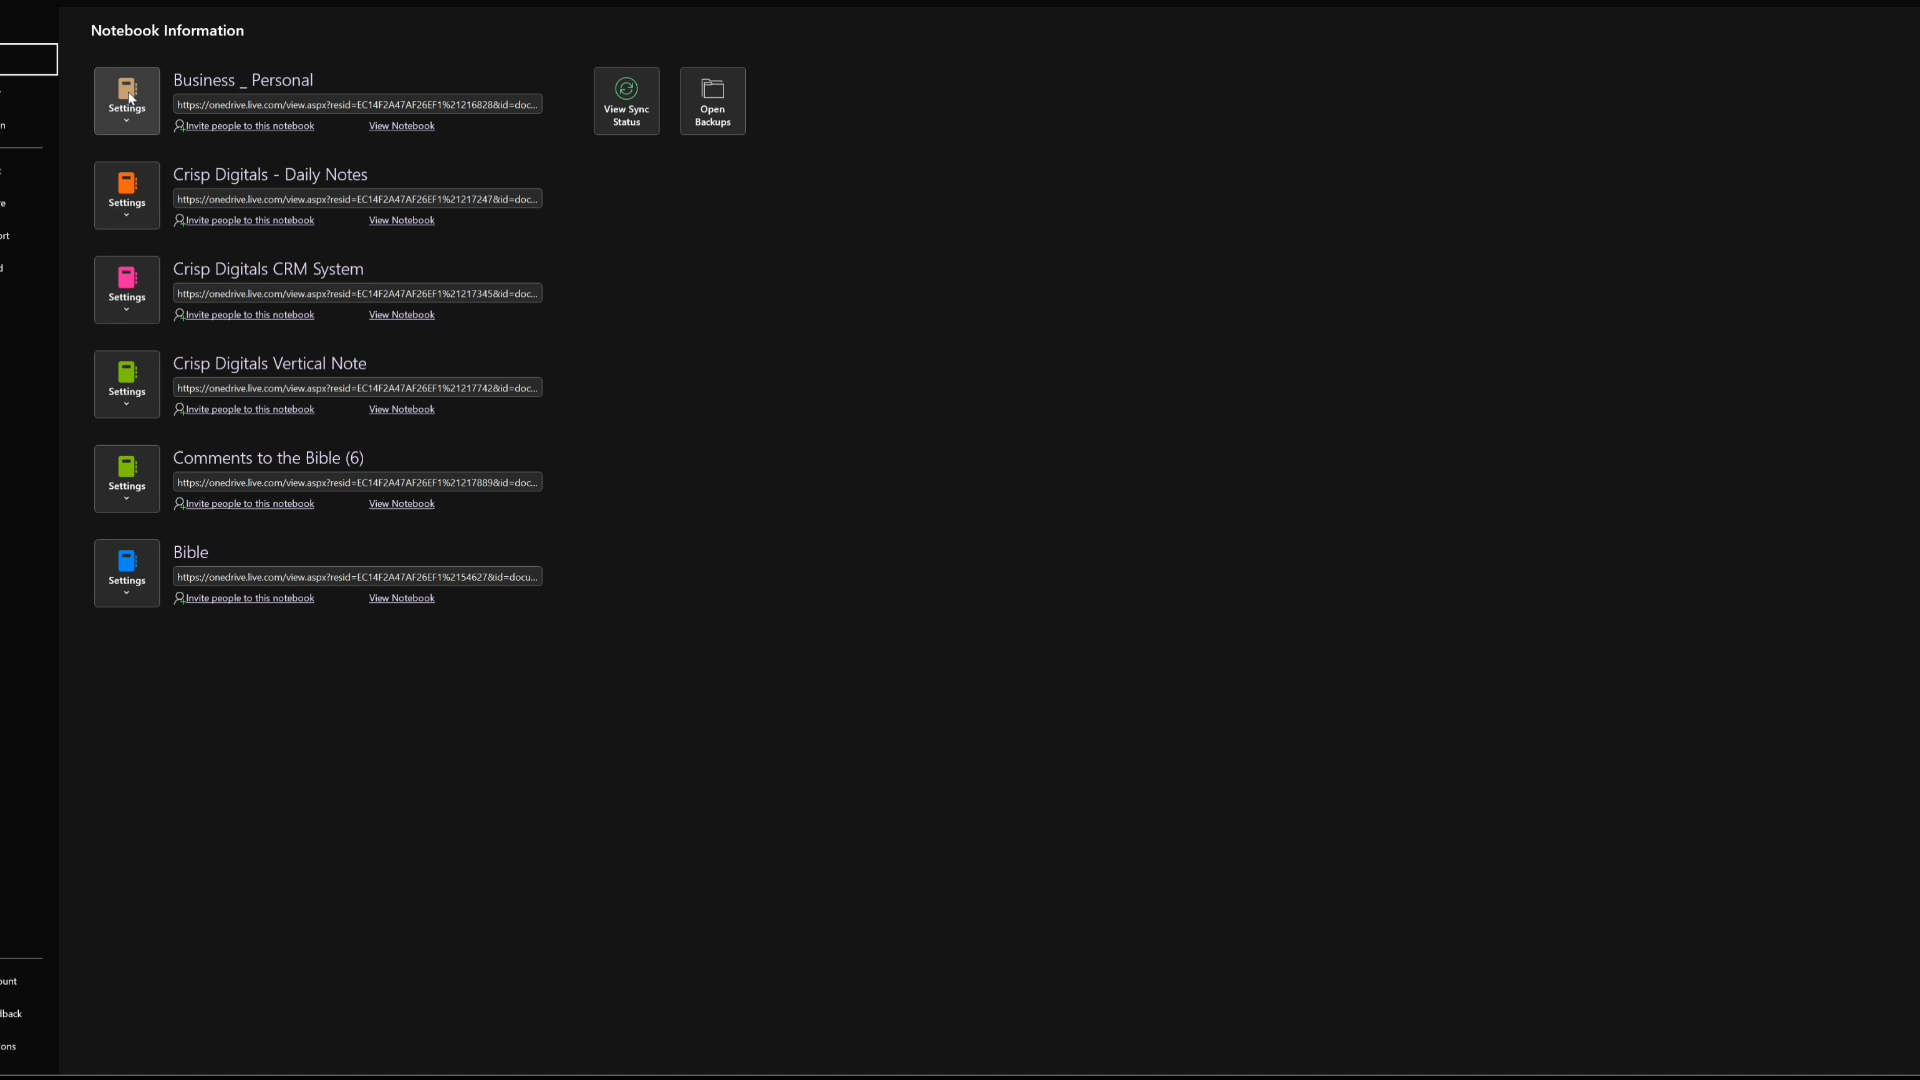 Notebook Information
Business _ Personal
Settings
https://onedrive.live.com/view.aspx?resid=EC14F2A47AF26EF1%21216828&id=doc...
Invite people to this notebook
View Notebook
View Sync
Status
Open
Backups
Crisp Digitals - Daily Notes
Settings
https://onedrive.live.com/view.aspx?resid=EC14F2A47AF26EF1%21217247&id=doc...
Invite people to this notebook
View Notebook
Crisp Digitals CRM System
Settings
https://onedrive.live.com/view.aspx?resid=EC14F2A47AF26EF1%21217345&id=doc...
Invite people to this notebook
View Notebook
Crisp Digitals Vertical Note
Settings
https://onedrive.live.com/view.aspx?resid=EC14F2A47AF26EF1%21217742&id=doc...
Invite people to this notebook
View Notebook
Comments to the Bible (6)
Settings
https://onedrive.live.com/view.aspx?resid=EC14F2A47AF26EF1%21217889&id=doc...
Invite people to this notebook
View Notebook
Bible
Settings
https://onedrive.live.com/view.aspx?resid=EC14F2A47AF26EF1%2154627&id=docu...
Invite people to this notebook
View Notebook